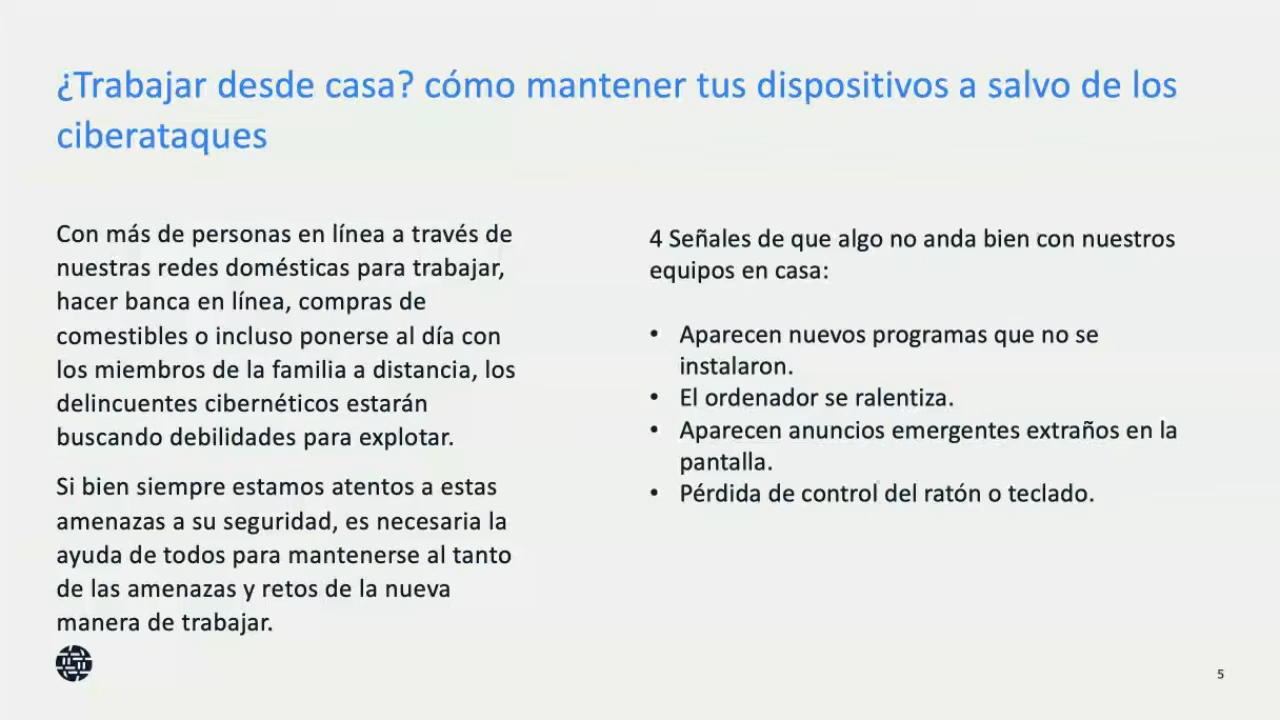 ¿Trabajar desde casa? cómo mantener tus dispositivos a salvo de los
ciberataques
Con más de personas en línea a través de
nuestras redes domésticas para trabajar,
hacer banca en línea, compras de
comestibles o incluso ponerse al día con
los miembros de la familia a distancia, los
delincuentes cibernéticos estarán
buscando debilidades para explotar.
Si bien siempre estamos atentos a estas
amenazas a su seguridad, es necesaria la
ayuda de todos para mantenerse al tanto
de las amenazas y retos de la nueva
manera de trabajar.
4 Señales de que algo no anda bien con nuestros
equipos en casa:
• Aparecen nuevos programas que no se
instalaron.
• El ordenador se ralentiza.
• Aparecen anuncios emergentes extraños en la
pantalla.
• Pérdida de control del ratón o teclado.
5